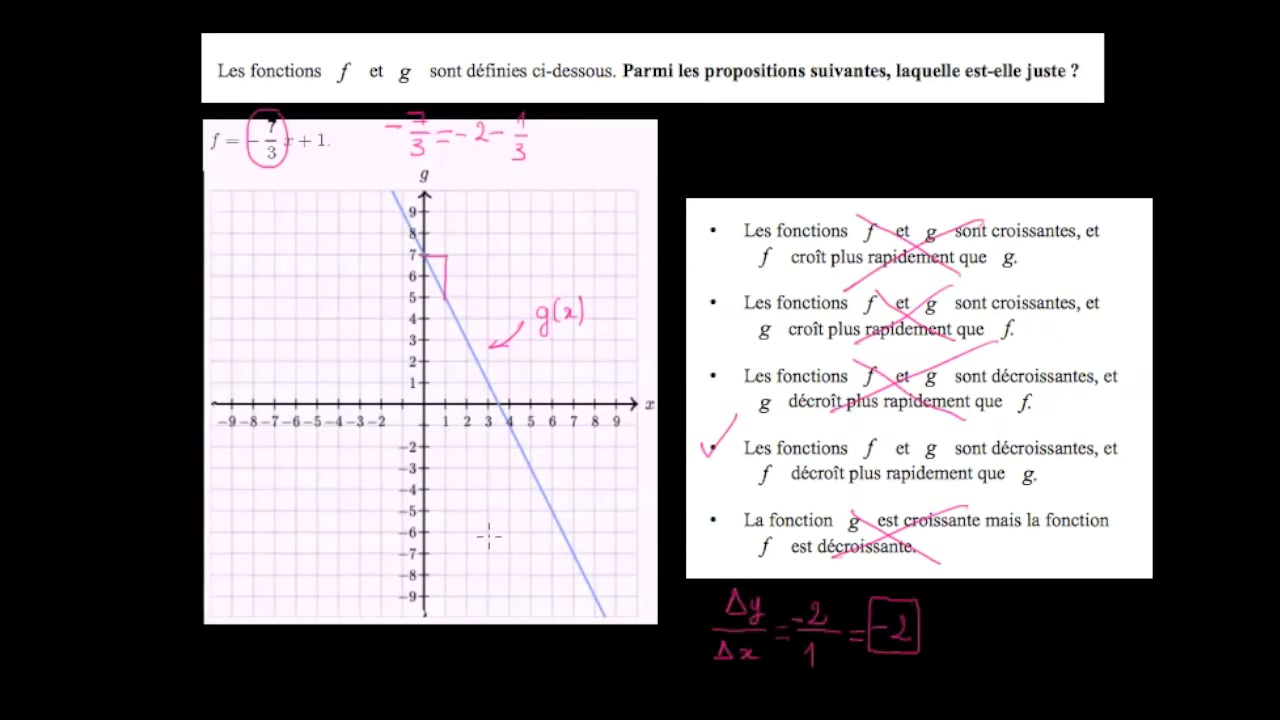 Les fonctions f et g sont définies ci-dessous. Parmi les propositions suivantes, laquelle est-elle juste ?
f = -7/3 x + 1.
-7/3 = -2 - 1/3
g
9
8
7
6
5
4
3
2
1
x
-9 -8 -7 -6 -5 -4 -3 -2 1 2 3 4 5 6 7 8 9
-2
-3
-4
-5
-6
-7
-8
-9
g(x)
• Les fonctions f et g sont croissantes, et
f croît plus rapidement que g.
• Les fonctions f et g sont croissantes, et
g croît plus rapidement que f.
• Les fonctions f et g sont décroissantes, et
g décroît plus rapidement que f.
• Les fonctions f et g sont décroissantes, et
f décroît plus rapidement que g.
• La fonction g est croissante mais la fonction
f est décroissante.
Δy/Δx = -2/1 = -2